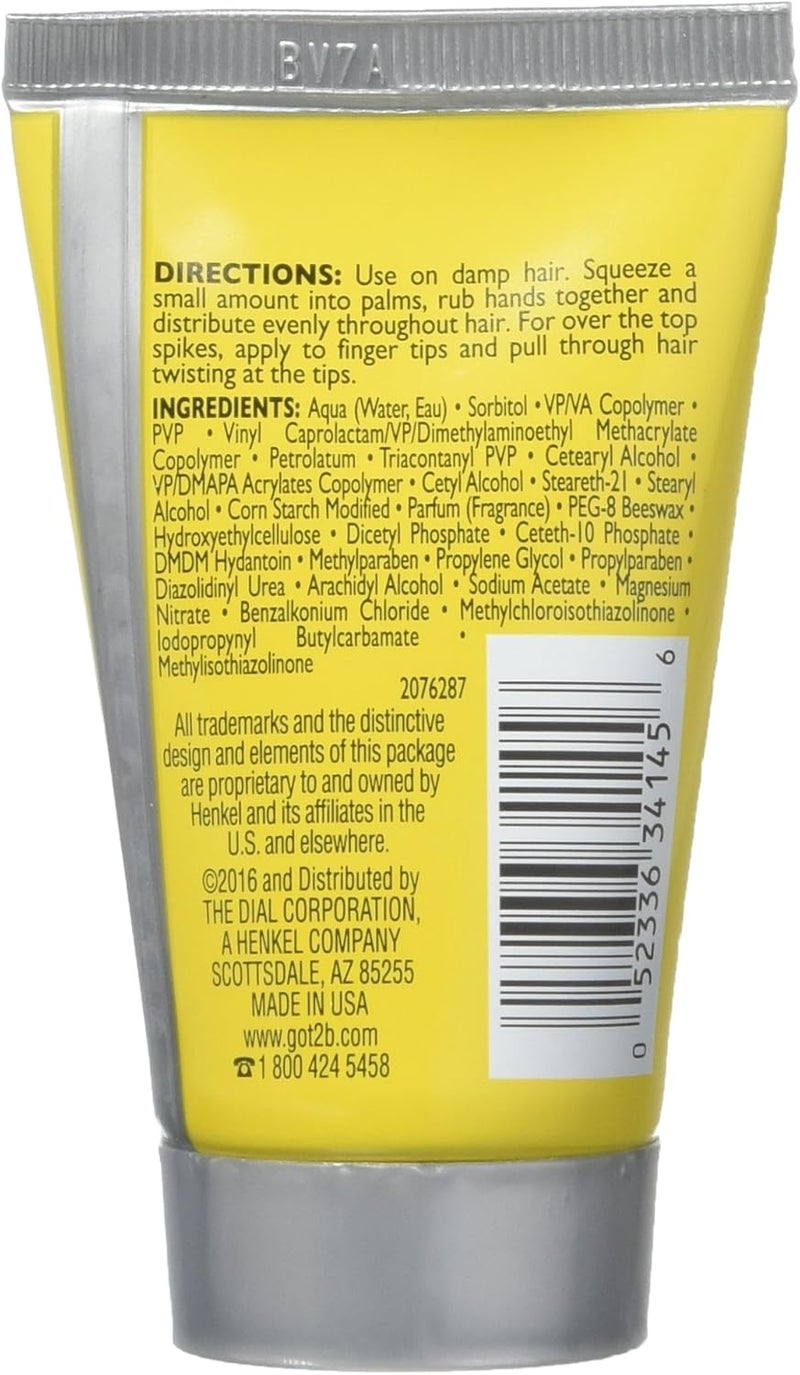 BV7A
DIRECTIONS: Use on damp hair. Squeeze a
small amount into palms, rub hands together and
distribute evenly throughout hair. For over the top
spikes, apply to finger tips and pull through hair
twisting at the tips.
INGREDIENTS: Aqua (Water, Eau) • Sorbitol • VP/VA Copolymer •
PVP • Vinyl Caprolactam/VP/Dimethylaminoethyl Methacrylate
Copolymer • Petrolatum • Triacontanyl PVP • Cetearyl Alcohol •
VP/DMAPA Acrylates Copolymer • Cetyl Alcohol • Steareth-21 • Stearyl
Alcohol • Corn Starch Modified • Parfum (Fragrance) • PEG-8 Beeswax •
Hydroxyethylcellulose • Dicetyl Phosphate • Ceteth-10 Phosphate •
DMDM Hydantoin • Methylparaben • Propylene Glycol • Propylparaben •
Diazolidinyl Urea • Arachidyl Alcohol • Sodium Acetate • Magnesium
Nitrate • Benzalkonium Chloride • Methylchloroisothiazolinone •
Iodopropynyl Butylcarbamate •
Methylisothiazolinone
2076287
All trademarks and the distinctive
design and elements of this package
are proprietary to and owned by
Henkel and its affiliates in the
U.S. and elsewhere.
©2016 and Distributed by
THE DIAL CORPORATION,
A HENKEL COMPANY
SCOTTSDALE, AZ 85255
MADE IN USA
www.got2b.com
☎1 800 424 5458
0 52336 34145 6